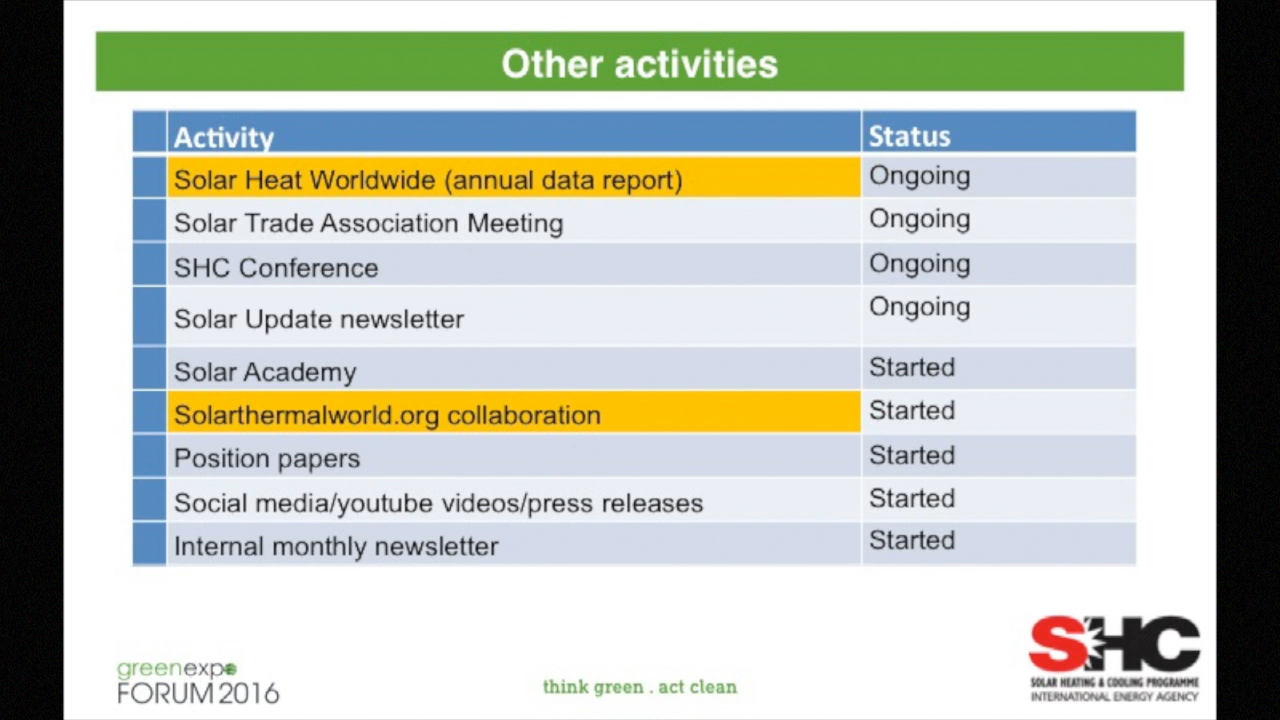 Other activities
Activity Status
Solar Heat Worldwide (annual data report) Ongoing
Solar Trade Association Meeting Ongoing
SHC Conference Ongoing
Solar Update newsletter Ongoing
Solar Academy Started
Solarthermalworld.org collaboration Started
Position papers Started
Social media/youtube videos/press releases Started
Internal monthly newsletter Started
greenexpo
FORUM 2016
think green . act clean
SHC
SOLAR HEATING & COOLING PROGRAMME
INTERNATIONAL ENERGY AGENCY